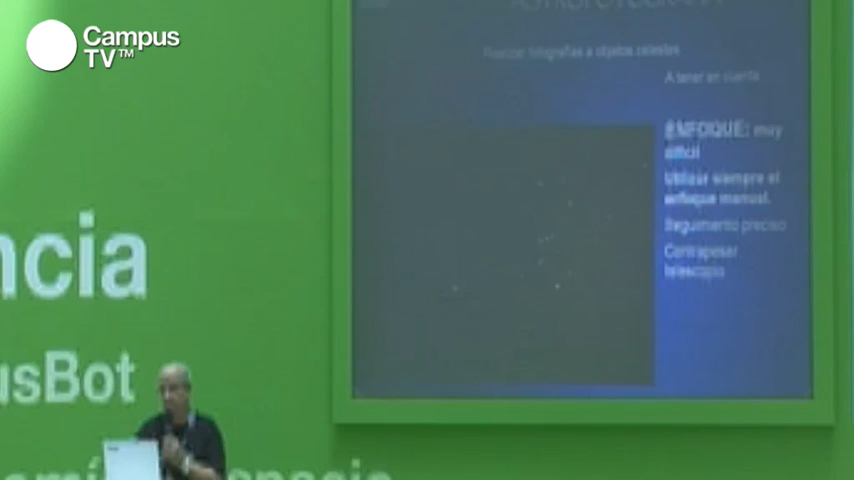 Campus
TV™
Realizar fotografías a objetos celestes
A tener en cuenta
ENFOQUE: muy
difícil
Utilizar siempre el
enfoque manual.
Seguimiento preciso
Contrapesar
telescopio
ncia
usBot
espacio